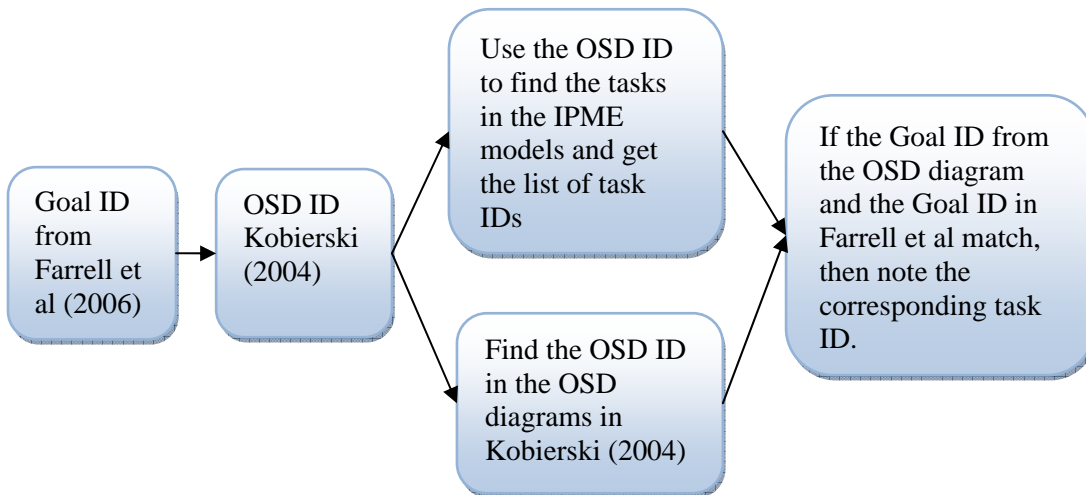 Goal ID
from
Farrell et
al (2006)
OSD ID
Kobierski
(2004)
Use the OSD ID
to find the tasks
in the IPME
models and get
the list of task
IDs
Find the OSD ID
in the OSD
diagrams in
Kobierski (2004)
If the Goal ID from
the OSD diagram
and the Goal ID in
Farrell et al match,
then note the
corresponding task
ID.